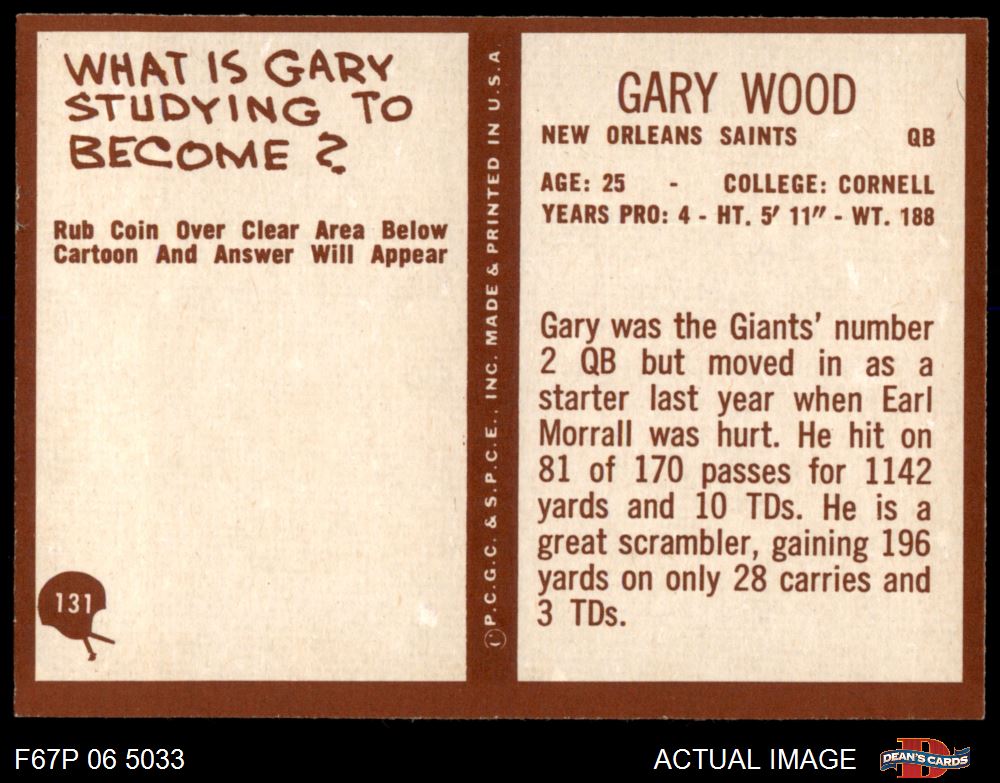 WHAT IS GARY
STUDYING TO
BECOME ?
Rub Coin Over Clear Area Below
Cartoon And Answer Will Appear
131
©P.C.G.C. & S.P.C.E., INC. MADE & PRINTED IN U.S.A
GARY WOOD
NEW ORLEANS SAINTS QB
AGE: 25 - COLLEGE: CORNELL
YEARS PRO: 4 - HT. 5′ 11″ - WT. 188
Gary was the Giants’ number
2 QB but moved in as a
starter last year when Earl
Morrall was hurt. He hit on
81 of 170 passes for 1142
yards and 10 TDs. He is a
great scrambler, gaining 196
yards on only 28 carries and
3 TDs.
F67P 06 5033
ACTUAL IMAGE
D
DEAN'S CARDS